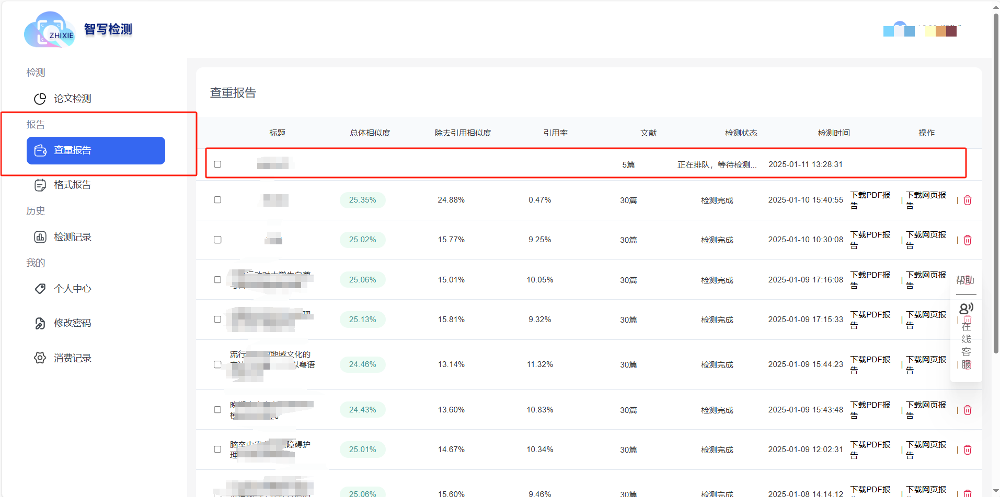 ZHIXIE
智写检测
检测
论文检测
报告
查重报告
格式报告
历史
检测记录
我的
个人中心
修改密码
消费记录
查重报告
标题 总体相似度 除去引用相似度 引用率 文献 检测状态 检测时间 操作
5篇 正在排队，等待检测... 2025-01-11 13:28:31
25.35% 24.88% 0.47% 30篇 检测完成 2025-01-10 15:40:55 下载PDF报告 | 下载网页报告 |
25.02% 15.77% 9.25% 30篇 检测完成 2025-01-10 10:30:08 下载PDF报告 | 下载网页报告 |
25.06% 15.01% 10.05% 30篇 检测完成 2025-01-09 17:16:08 下载PDF报告 | 下载网页报告
25.13% 15.81% 9.32% 30篇 检测完成 2025-01-09 17:15:33 下载PDF报告 | 下载网页报告 |
流行 地域文化的
以粤语
24.46% 13.14% 11.32% 30篇 检测完成 2025-01-09 15:44:23 下载PDF报告 | 下载网页报告 |
24.43% 13.60% 10.83% 30篇 检测完成 2025-01-09 15:43:48 下载PDF报告 | 下载网页报告 |
脑卒中 障碍护
理
25.01% 14.67% 10.34% 30篇 检测完成 2025-01-09 12:02:31 下载PDF报告 | 下载网页报告 |
25.06% 15.60% 9.46% 30篇 检测完成 2025-01-08 14:14:12 下载PDF报告 | 下载网页报告 |
帮助
在
线
客
服